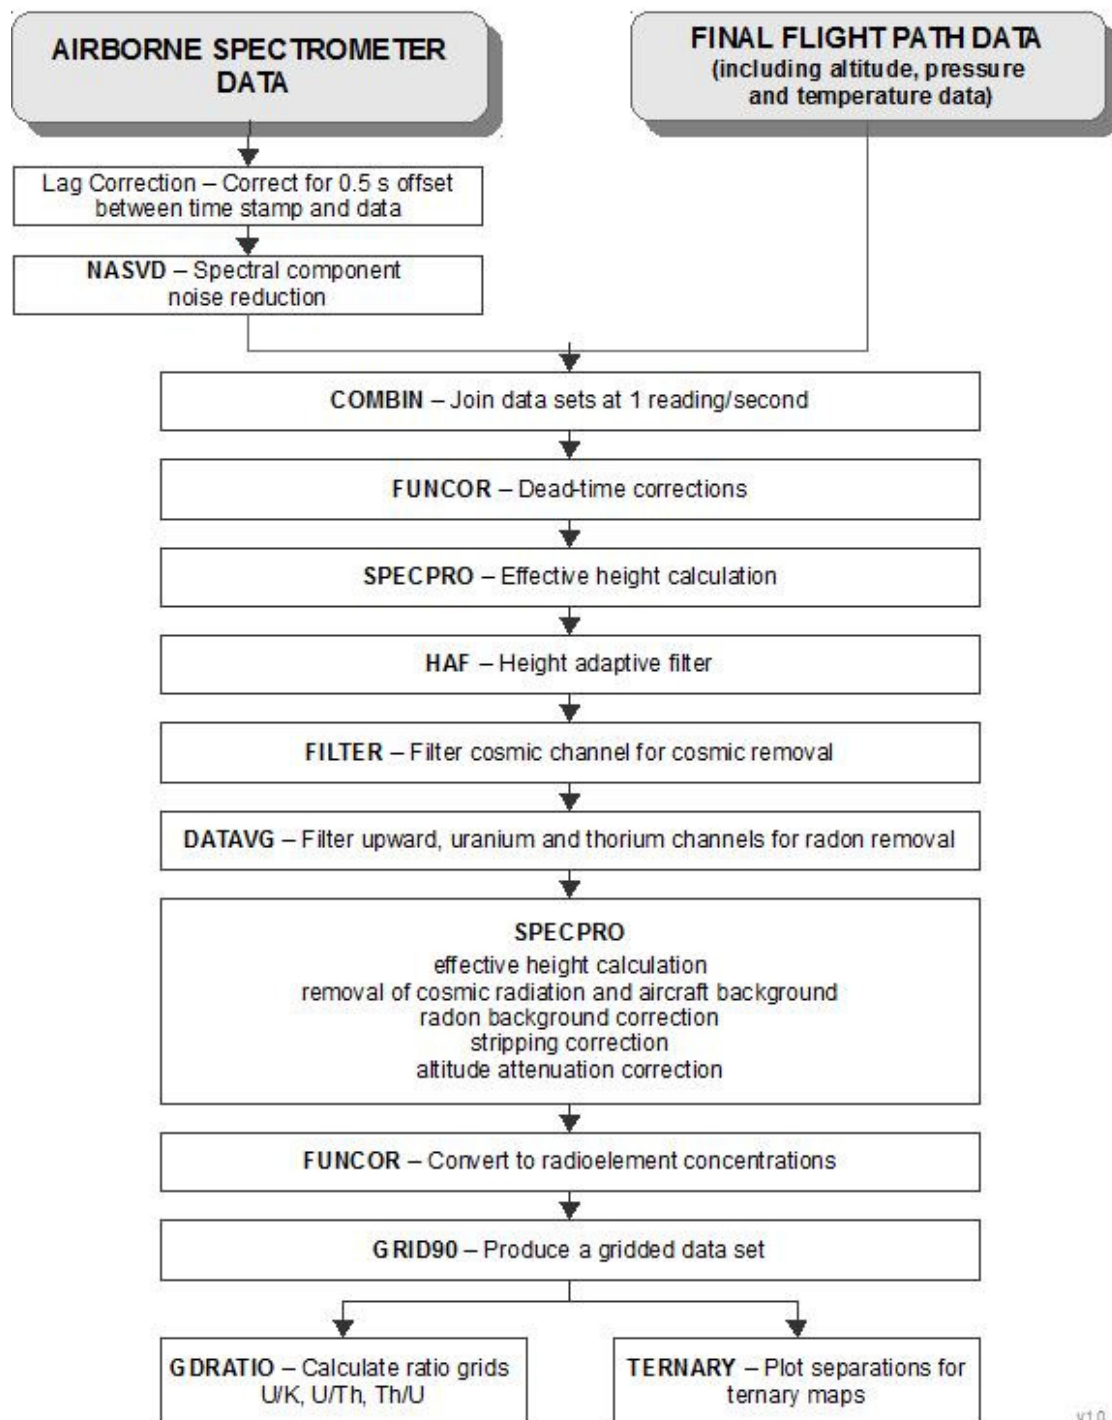 AIRBORNE SPECTROMETER
DATA
FINAL FLIGHT PATH DATA
(including altitude, pressure
and temperature data)
Lag Correction – Correct for 0.5 s offset
between time stamp and data
NASVD – Spectral component
noise reduction
COMBIN – Join data sets at 1 reading/second
FUNCOR – Dead-time corrections
SPECPRO – Effective height calculation
HAF – Height adaptive filter
FILTER – Filter cosmic channel for cosmic removal
DATAVG – Filter upward, uranium and thorium channels for radon removal
SPECPRO
effective height calculation
removal of cosmic radiation and aircraft background
radon background correction
stripping correction
altitude attenuation correction
FUNCOR – Convert to radioelement concentrations
GRID90 – Produce a gridded data set
GDRATIO – Calculate ratio grids
U/K, U/Th, Th/U
TERNARY – Plot separations for
ternary maps
v1.0